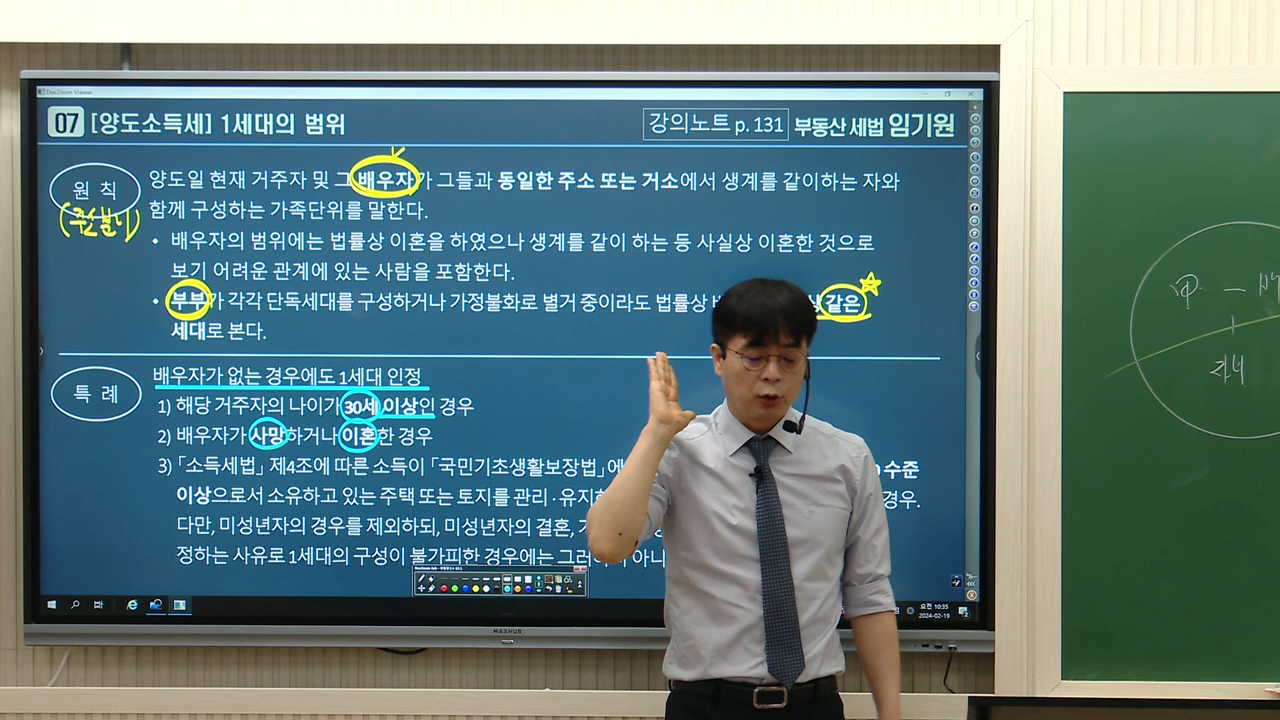 DocZoom Viewer
07 [양도소득세] 1세대의 범위
강의노트 p. 131 부동산 세법 임기원
원 칙
(주소불
양도일 현재 거주자 및 그 배우자가 그들과 동일한 주소 또는 거소에서 생계를 같이하는 자와
함께 구성하는 가족단위를 말한다.
• 배우자의 범위에는 법률상 이혼을 하였으나 생계를 같이 하는 등 사실상 이혼한 것으로
보기 어려운 관계에 있는 사람을 포함한다.
• 부부가 각각 단독세대를 구성하거나 가정불화로 별거 중이라도 법률상 상 같은
세대로 본다.
특 례
배우자가 없는 경우에도 1세대 인정
1) 해당 거주자의 나이가 30세 이상인 경우
2) 배우자가 사망하거나 이혼한 경우
3) 「소득세법」 제4조에 따른 소득이 「국민기초생활보장법」에 수준
이상으로서 소유하고 있는 주택 또는 토지를 관리·유지 경우.
다만, 미성년자의 경우를 제외하되, 미성년자의 결혼,
정하는 사유로 1세대의 구성이 불가피한 경우에는 그러 아니
오전 10:35
2024-02-19
MAXHUB
甲 —
자녀